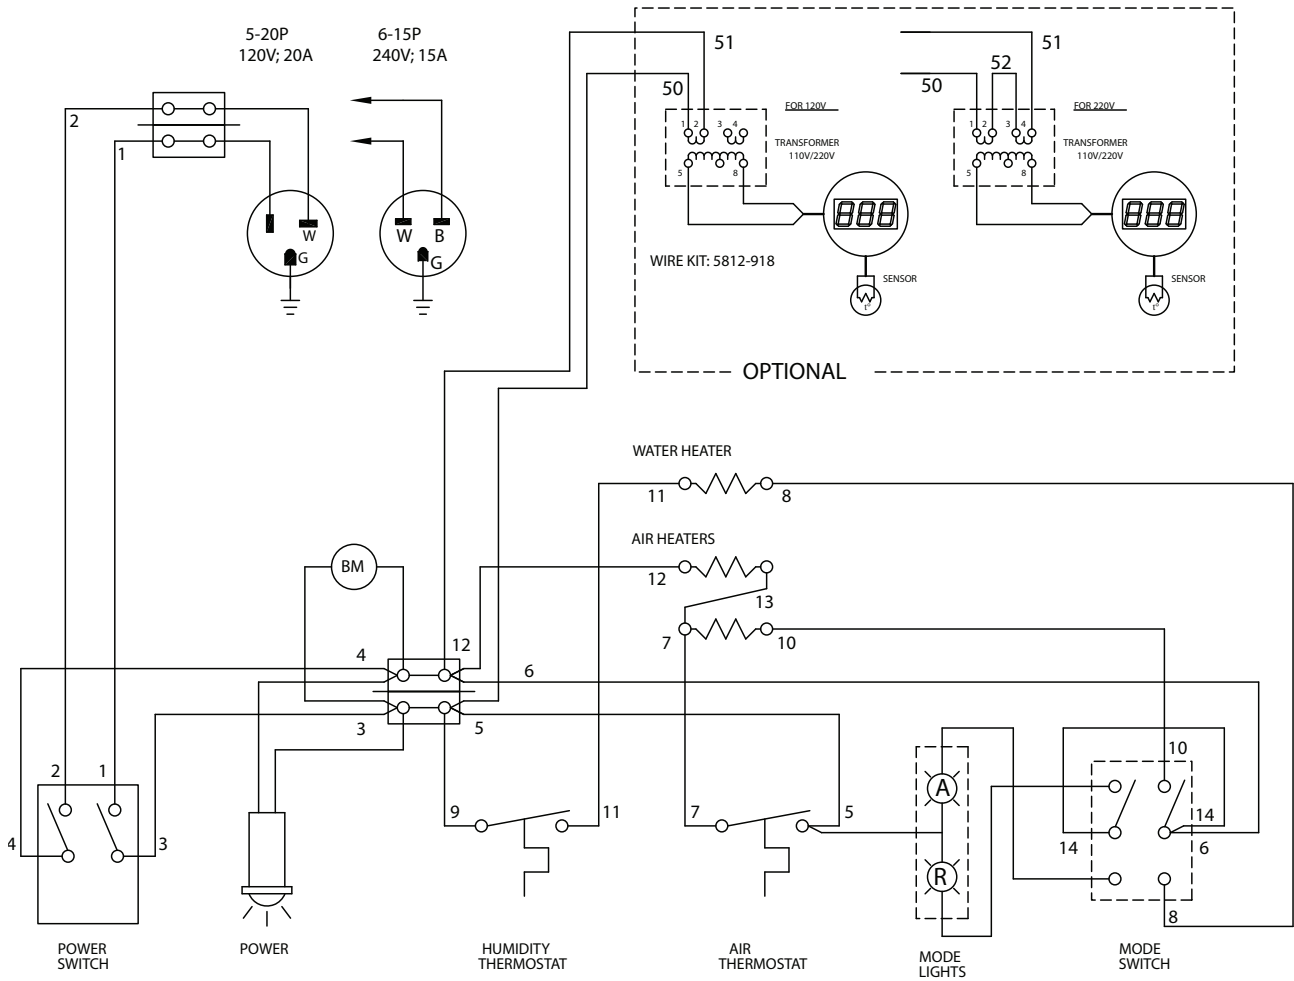 5-20P
120V; 20A
6-15P
240V; 15A
51
50
51
52
50
2
1
FOR 120V
FOR 220V
1 2 3 4
1 2 3 4
TRANSFORMER
110V/220V
TRANSFORMER
110V/220V
5 8
5 8
W
G
W B
G
888
888
WIRE KIT: 5812-918
SENSOR
t°
SENSOR
t°
OPTIONAL
WATER HEATER
11 8
AIR HEATERS
12
13
7 10
BM
4
12
6
3
5
2 1
4
3
9 11
7 5
A
R
10
14
14
6
8
POWER
SWITCH
POWER
HUMIDITY
THERMOSTAT
AIR
THERMOSTAT
MODE
LIGHTS
MODE
SWITCH